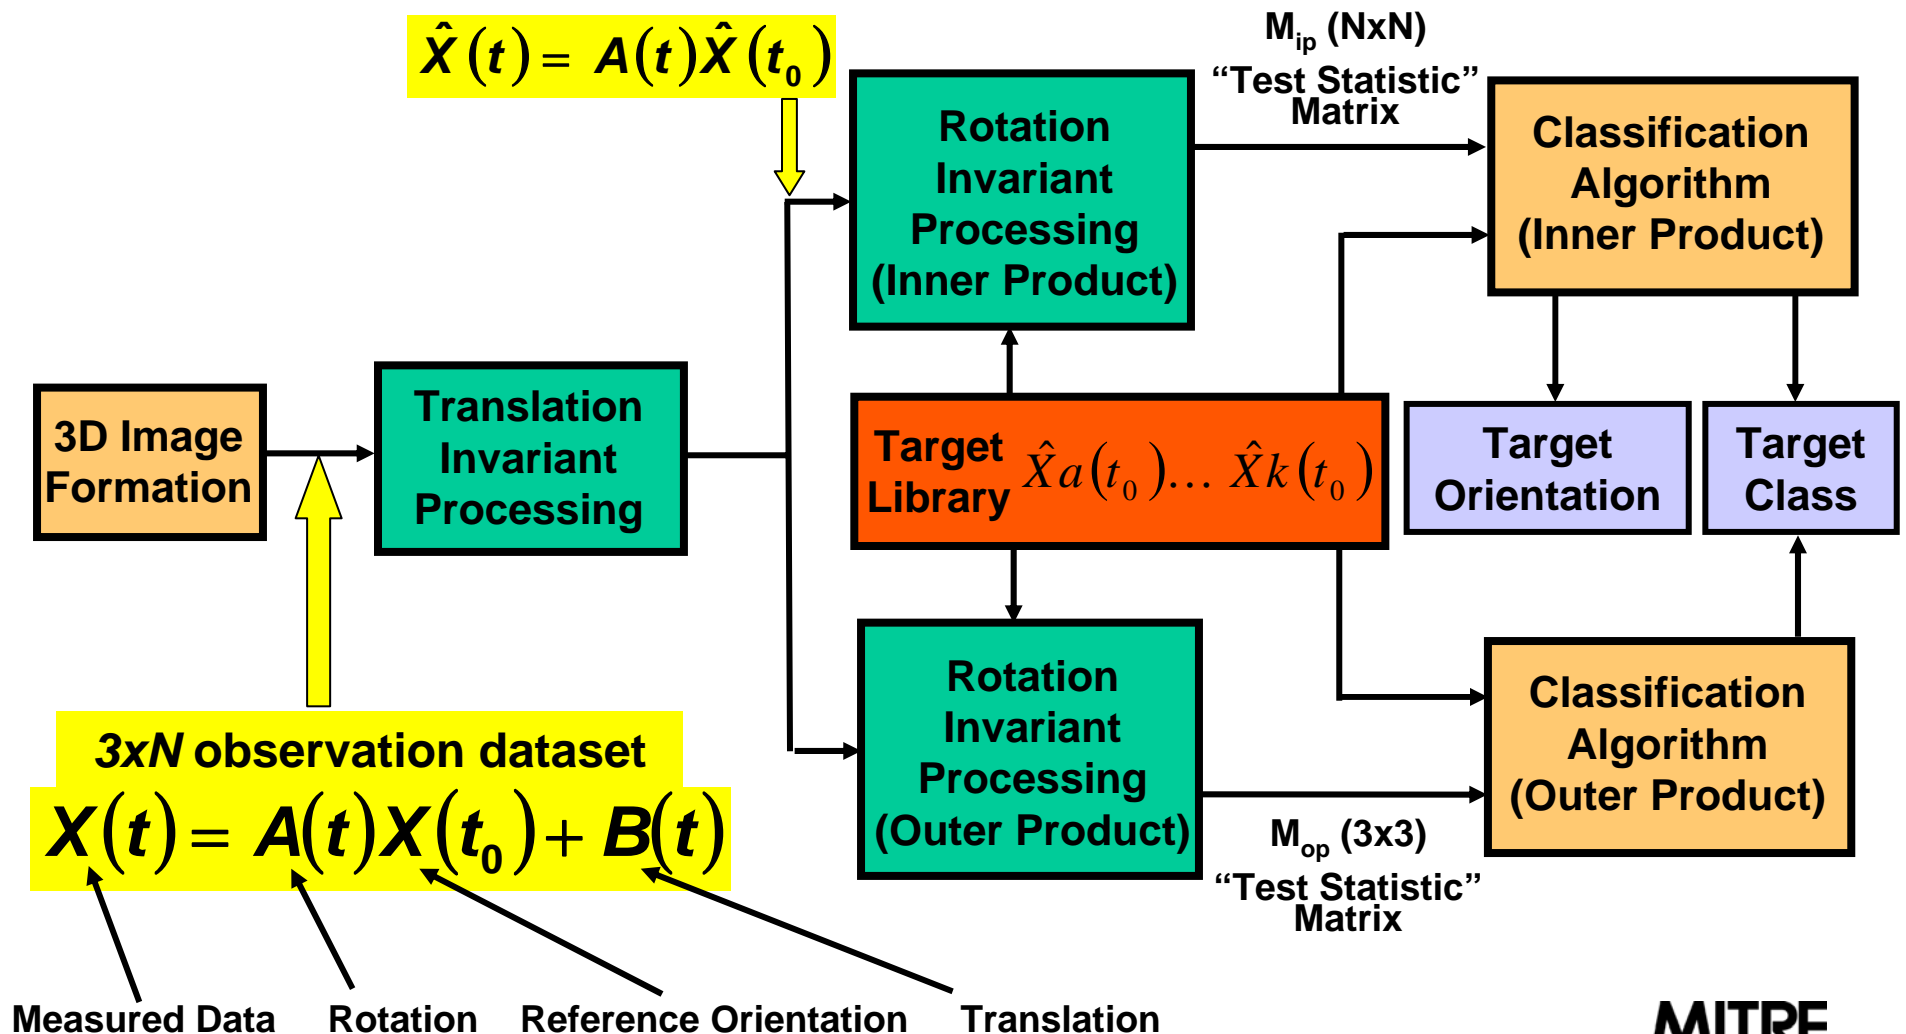 X̂(t) = A(t)X̂(t₀)
M_ip (NxN)
“Test Statistic”
Matrix
Rotation
Invariant
Processing
(Inner Product)
Classification
Algorithm
(Inner Product)
3D Image
Formation
Translation
Invariant
Processing
Target
Library
X̂a(t₀)… X̂k(t₀)
Target
Orientation
Target
Class
Rotation
Invariant
Processing
(Outer Product)
Classification
Algorithm
(Outer Product)
3xN observation dataset
X(t) = A(t)X(t₀) + B(t)
M_op (3x3)
“Test Statistic”
Matrix
Measured Data
Rotation
Reference Orientation
Translation
MITRE